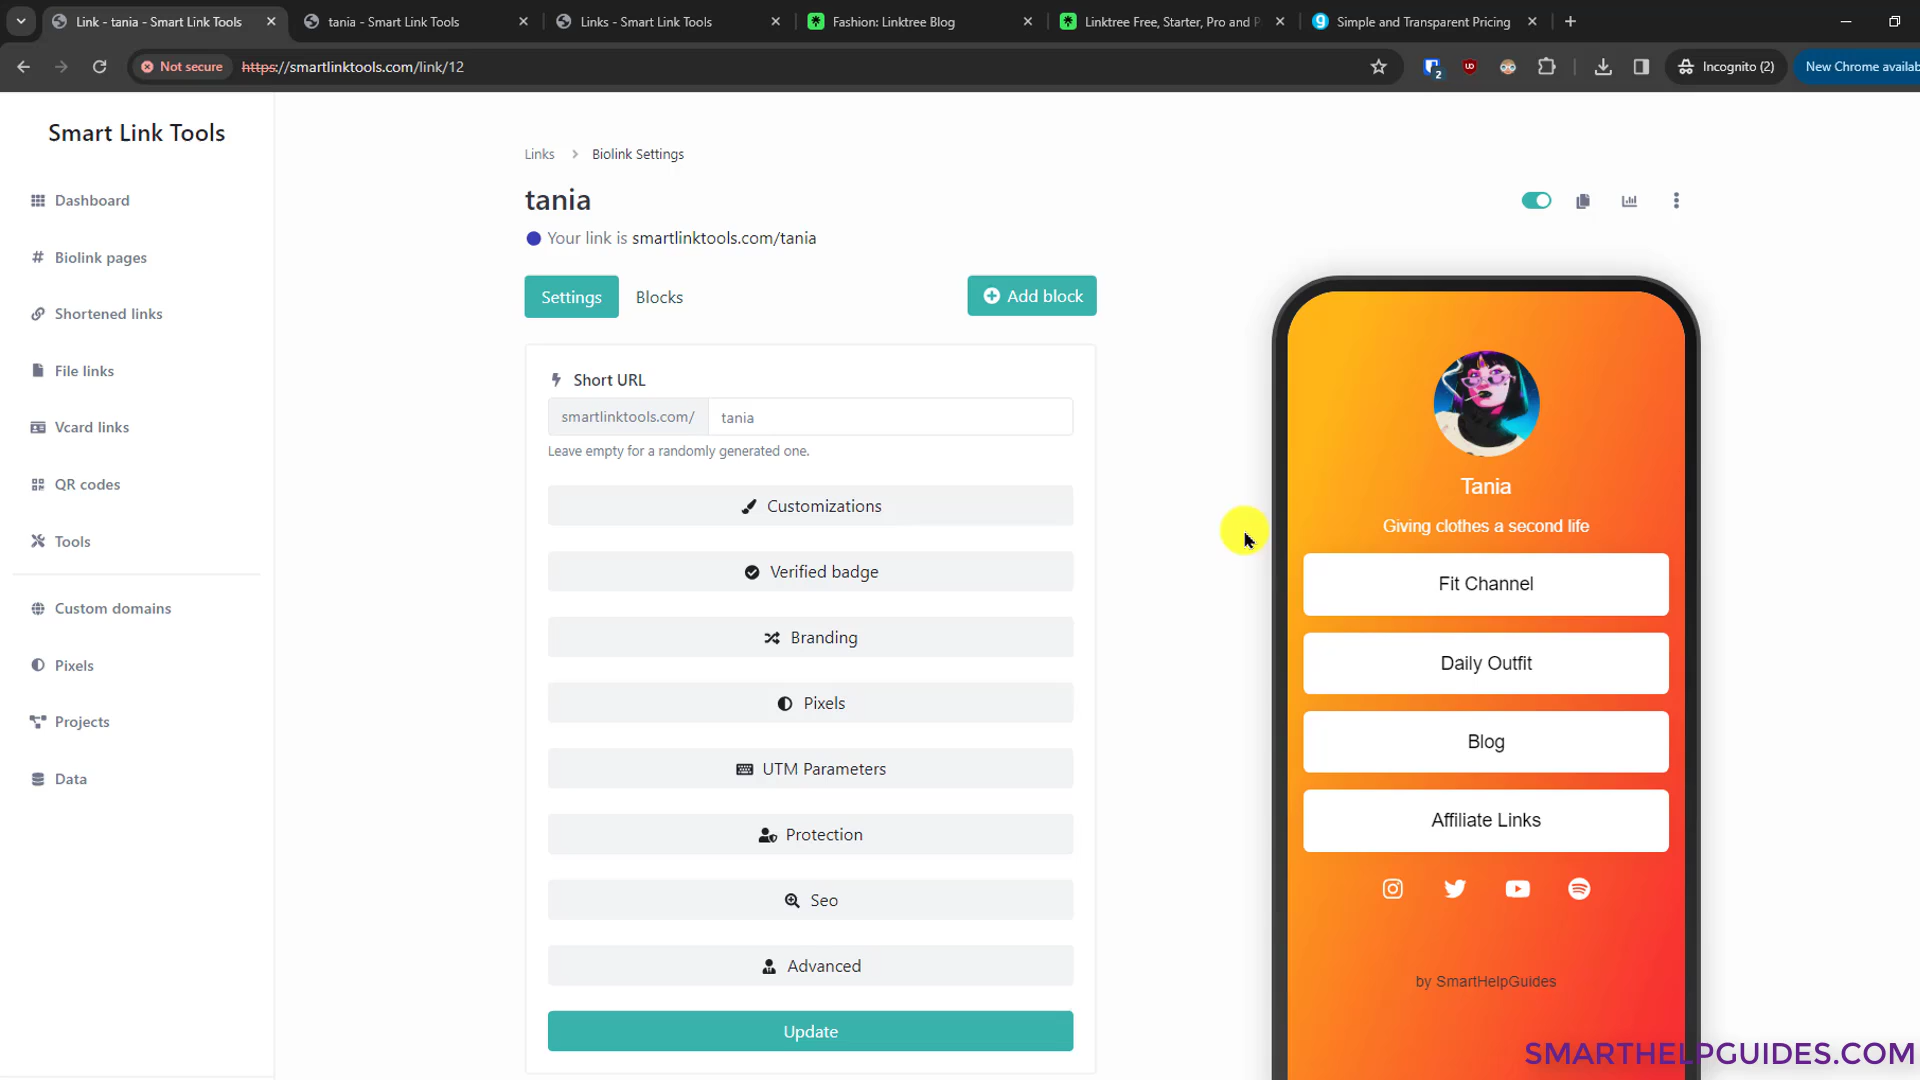 Link - tania - Smart Link Tools
tania - Smart Link Tools
Links - Smart Link Tools
Fashion: Linktree Blog
Linktree Free, Starter, Pro and P
Simple and Transparent Pricing
Not secure
https://smartlinktools.com/link/12
2
Incognito (2)
New Chrome availab
Smart Link Tools
Dashboard
Biolink pages
Shortened links
File links
Vcard links
QR codes
Tools
Custom domains
Pixels
Projects
Data
Links
Biolink Settings
tania
Your link is smartlinktools.com/tania
Settings
Blocks
Add block
Short URL
smartlinktools.com/
tania
Leave empty for a randomly generated one.
Customizations
Verified badge
Branding
Pixels
UTM Parameters
Protection
Seo
Advanced
Update
Tania
Giving clothes a second life
Fit Channel
Daily Outfit
Blog
Affiliate Links
by SmartHelpGuides
SMARTHELPGUIDES.COM